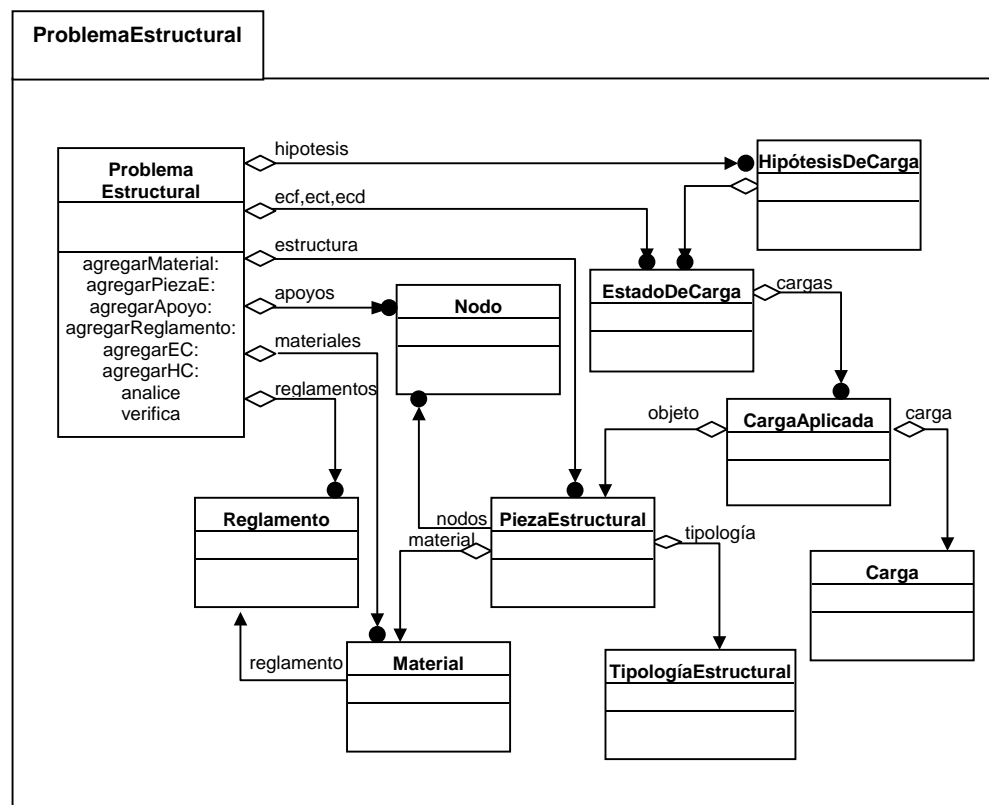 ProblemaEstructural
Problema
Estructural
agregarMaterial:
agregarPiezaE:
agregarApoyo:
agregarReglamento:
agregarEC:
agregarHC:
analice
verifica
hipotesis
ecf,ect,ecd
estructura
apoyos
materiales
reglamentos
HipótesisDeCarga
EstadoDeCarga
cargas
Nodo
objeto
CargaAplicada
carga
Reglamento
nodos
material
PiezaEstructural
tipología
Carga
reglamento
Material
TipologíaEstructural